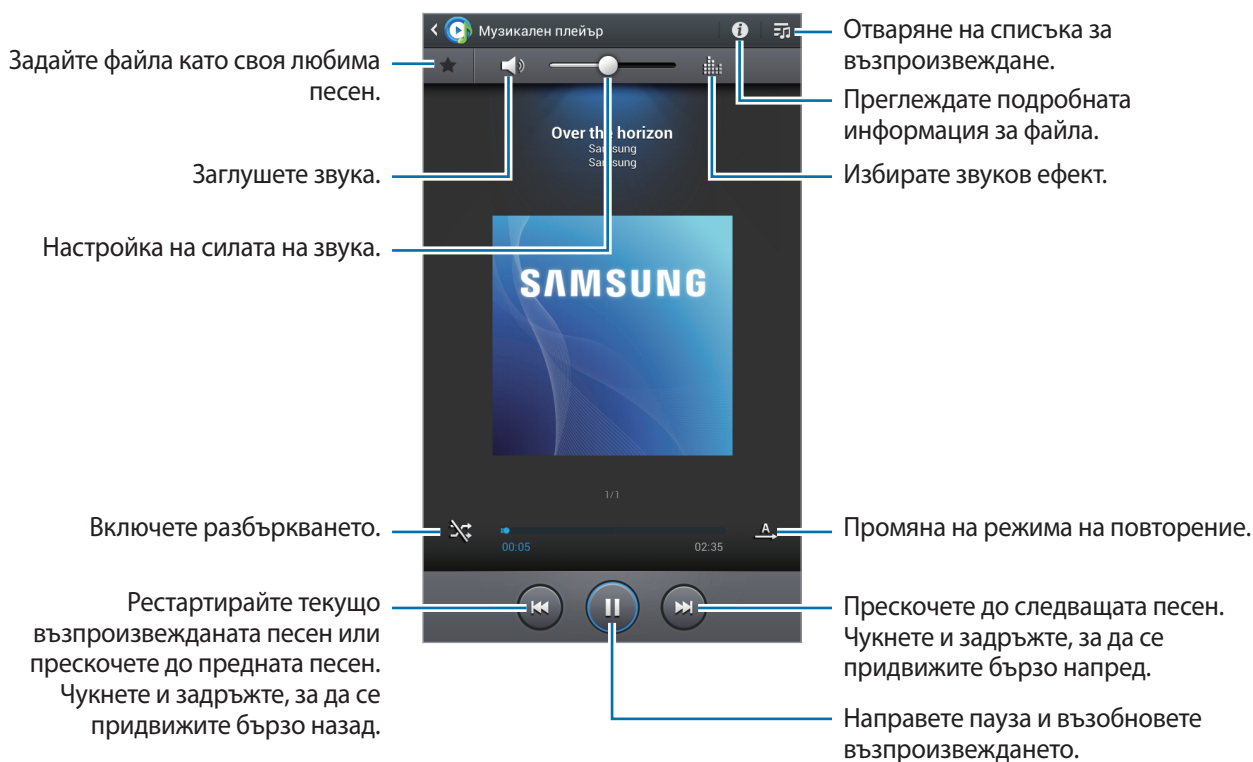 Музикален плейър
Задайте файла като своя любима
песен.
Заглушете звука.
Настройка на силата на звука.
Включете разбъркването.
Рестартирайте текущо
възпроизвежданата песен или
прескочете до предната песен.
Чукнете и задръжте, за да се
придвижите бързо назад.
Over the horizon
Samsung
Samsung
SAMSUNG
1/1
00:05
02:35
A
Отваряне на списъка за
възпроизвеждане.
Преглеждате подробната
информация за файла.
Избирате звуков ефект.
Промяна на режима на повторение.
Прескочете до следващата песен.
Чукнете и задръжте, за да се
придвижите бързо напред.
Направете пауза и възобновете
възпроизвеждането.